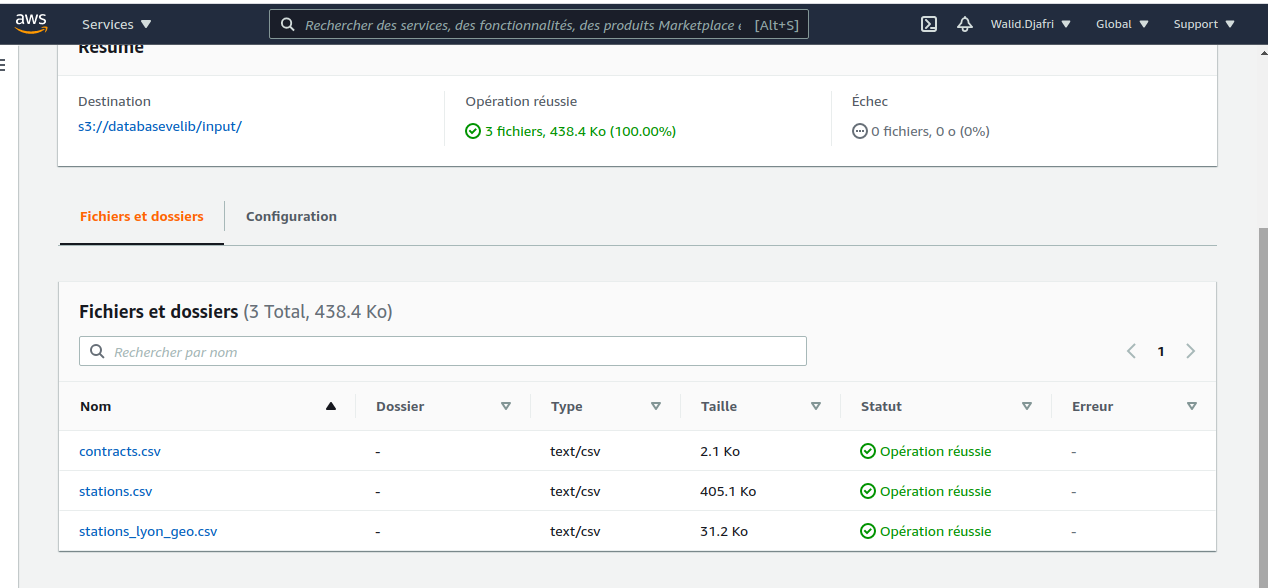 aws Services Rechercher des services, des fonctionnalités, des produits Marketplace e [Alt+S] Walid.Djafri Global Support
Résumé
Destination Opération réussie Échec
s3://databasevelib/input/ 3 fichiers, 438.4 Ko (100.00%) 0 fichiers, 0 o (0%)
Fichiers et dossiers Configuration
Fichiers et dossiers (3 Total, 438.4 Ko)
Rechercher par nom 1
Nom Dossier Type Taille Statut Erreur
contracts.csv - text/csv 2.1 Ko Opération réussie -
stations.csv - text/csv 405.1 Ko Opération réussie -
stations_lyon_geo.csv - text/csv 31.2 Ko Opération réussie -